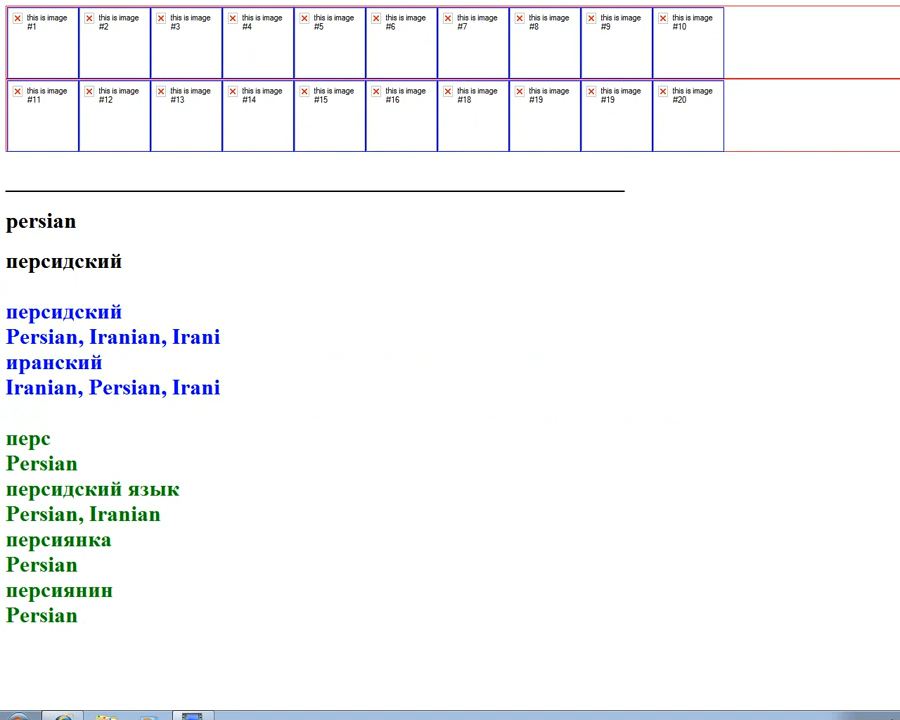 this is image #1 this is image #2 this is image #3 this is image #4 this is image #5 this is image #6 this is image #7 this is image #8 this is image #9 this is image #10
this is image #11 this is image #12 this is image #13 this is image #14 this is image #15 this is image #16 this is image #18 this is image #19 this is image #19 this is image #20
persian
персидский
персидский
Persian, Iranian, Irani
иранский
Iranian, Persian, Irani
перс
Persian
персидский язык
Persian, Iranian
персиянка
Persian
персиянин
Persian